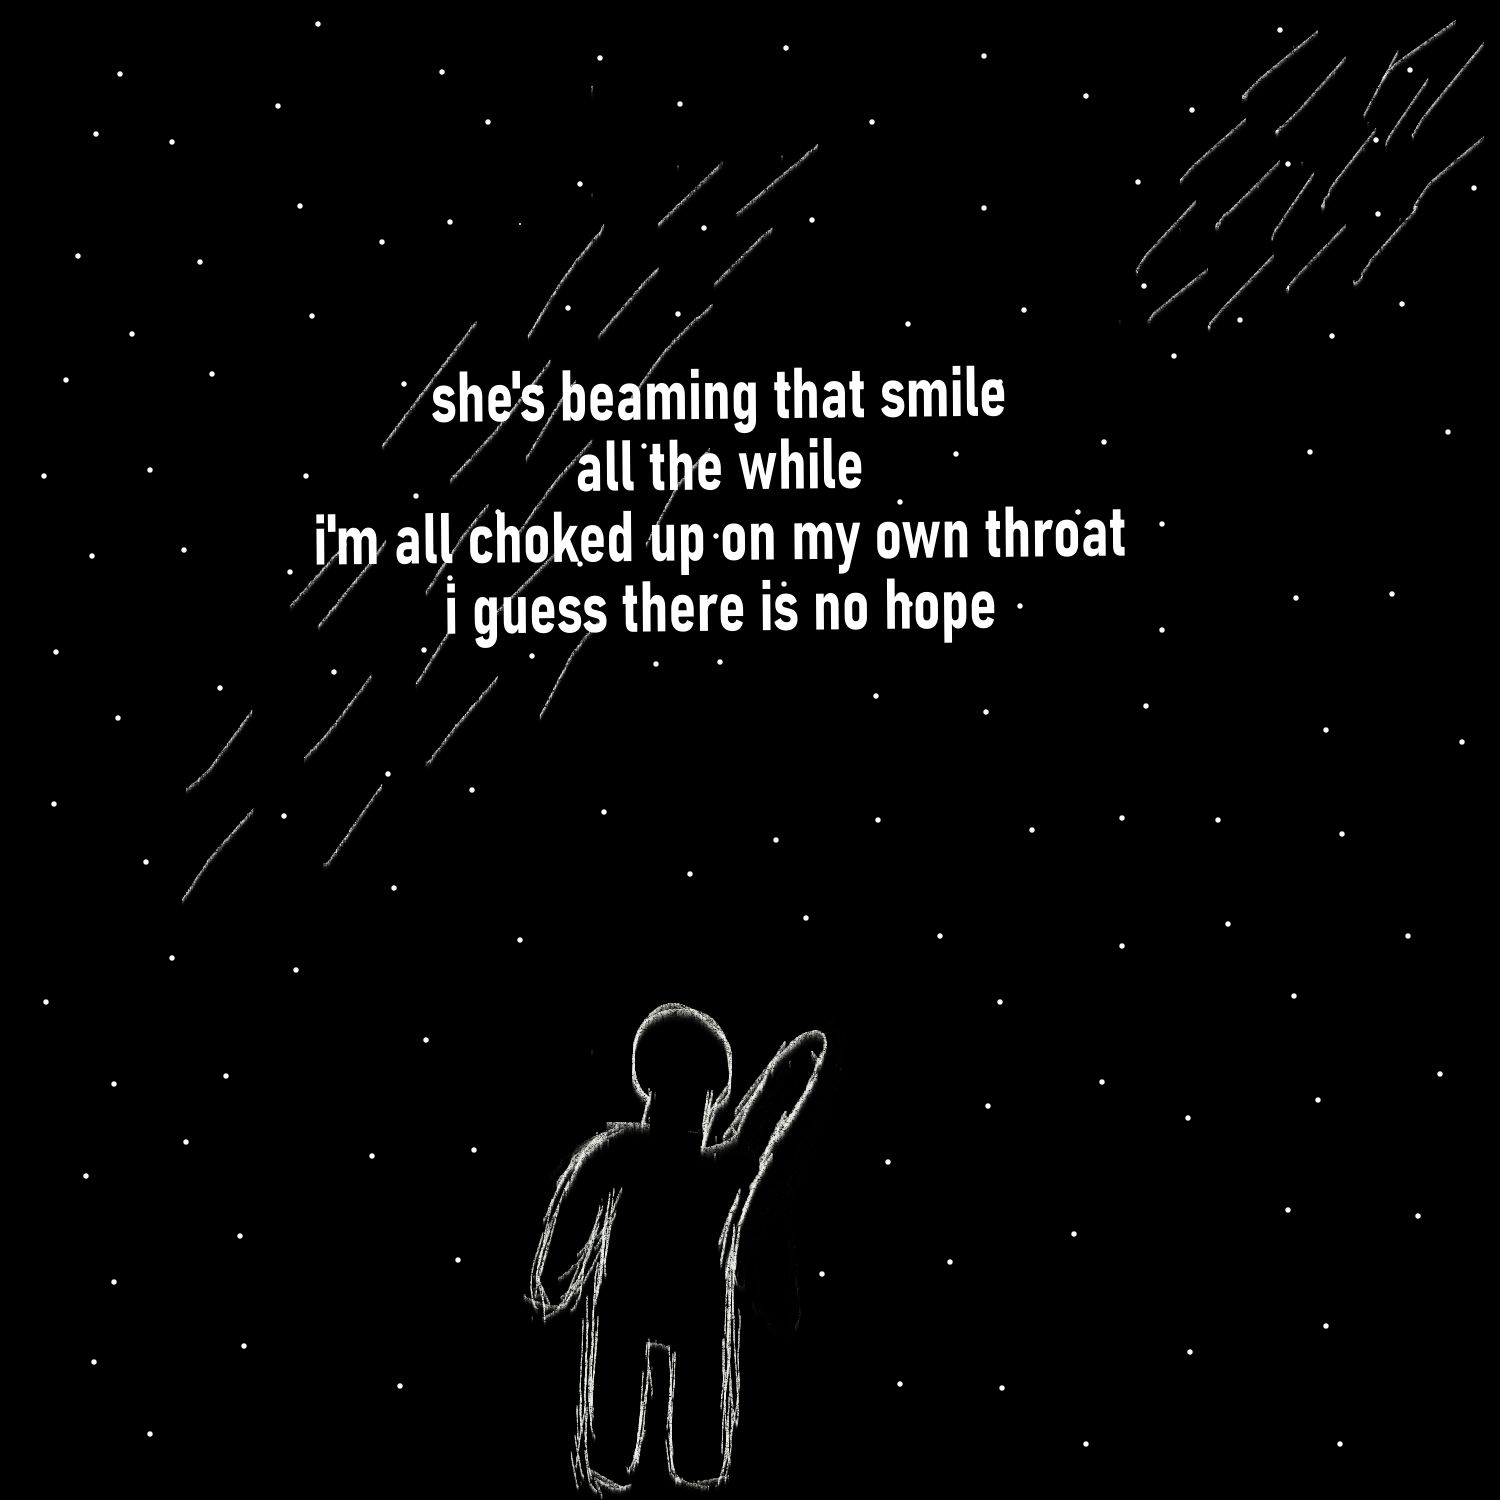 she's beaming that smile
all the while
i'm all choked up on my own throat
i guess there is no hope